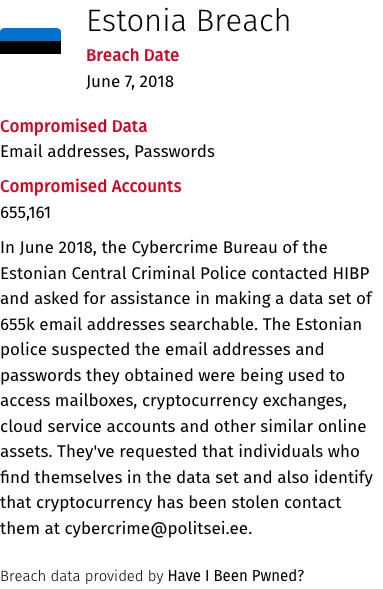 Estonia Breach
Breach Date
June 7, 2018
Compromised Data
Email addresses, Passwords
Compromised Accounts
655,161
In June 2018, the Cybercrime Bureau of the
Estonian Central Criminal Police contacted HIBP
and asked for assistance in making a data set of
655k email addresses searchable. The Estonian
police suspected the email addresses and
passwords they obtained were being used to
access mailboxes, cryptocurrency exchanges,
cloud service accounts and other similar online
assets. They've requested that individuals who
find themselves in the data set and also identify
that cryptocurrency has been stolen contact
them at cybercrime@politsei.ee.
Breach data provided by Have I Been Pwned?